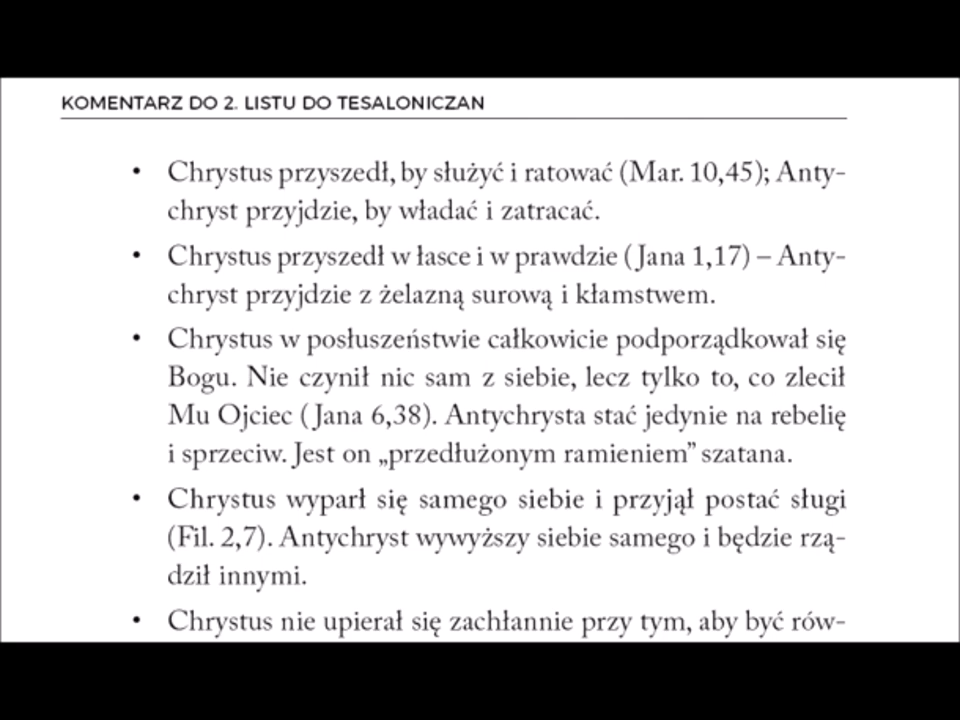 KOMENTARZ DO 2. LISTU DO TESALONICZAN
• Chrystus przyszedł, by służyć i ratować (Mar. 10,45); Anty-
chryst przyjdzie, by władać i zatracać.
• Chrystus przyszedł w łasce i w prawdzie (Jana 1,17) – Anty-
chryst przyjdzie z żelazną surową i kłamstwem.
• Chrystus w posłuszeństwie całkowicie podporządkował się
Bogu. Nie czynił nic sam z siebie, lecz tylko to, co zlecił
Mu Ojciec (Jana 6,38). Antychrysta stać jedynie na rebelię
i sprzeciw. Jest on „przedłużonym ramieniem” szatana.
• Chrystus wyparł się samego siebie i przyjął postać sługi
(Fil. 2,7). Antychryst wywyższy siebie samego i będzie rzą-
dził innymi.
• Chrystus nie upierał się zachłannie przy tym, aby być rów-